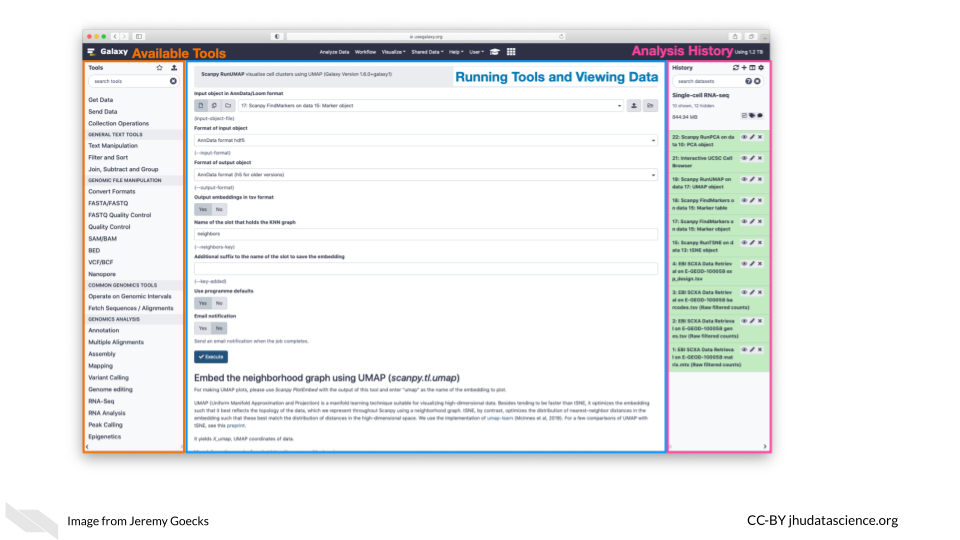 usegalaxy.org
Galaxy Available Tools
Analyze Data Workflow Visualize Shared Data Help User
Analysis History
Using 1.2 TB
Tools
search tools
Get Data
Send Data
Collection Operations
GENERAL TEXT TOOLS
Text Manipulation
Filter and Sort
Join, Subtract and Group
GENOMIC FILE MANIPULATION
Convert Formats
FASTA/FASTQ
FASTQ Quality Control
Quality Control
SAM/BAM
BED
VCF/BCF
Nanopore
COMMON GENOMICS TOOLS
Operate on Genomic Intervals
Fetch Sequences / Alignments
GENOMICS ANALYSIS
Annotation
Multiple Alignments
Assembly
Mapping
Variant Calling
Genome editing
RNA-Seq
RNA Analysis
Peak Calling
Epigenetics
Scanpy RunUMAP visualize cell clusters using UMAP (Galaxy Version 1.6.0+galaxy1)
Running Tools and Viewing Data
Input object in AnnData/Loom format
17: Scanpy FindMarkers on data 15: Marker object
(input-object-file)
Format of input object
AnnData format hdf5
(--input-format)
Format of output object
AnnData format (h5 for older versions)
(--output-format)
Output embeddings in tsv format
Yes No
Name of the slot that holds the KNN graph
neighbors
(--neighbors-key)
Additional suffix to the name of the slot to save the embedding
(--key-added)
Use programme defaults
Yes No
Email notification
Yes No
Send an email notification when the job completes.
Execute
Embed the neighborhood graph using UMAP (scanpy.tl.umap)
For making UMAP plots, please use Scanpy PlotEmbed with the output of this tool and enter "umap" as the name of the embedding to plot.
UMAP (Uniform Manifold Approximation and Projection) is a manifold learning technique suitable for visualizing high-dimensional data. Besides tending to be faster than tSNE, it optimizes the embedding
such that it best reflects the topology of the data, which we represent throughout Scanpy using a neighborhood graph. tSNE, by contrast, optimizes the distribution of nearest-neighbor distances in the
embedding such that these best match the distribution of distances in the high-dimensional space. We use the implementation of umap-learn (McInnes et al, 2018). For a few comparisons of UMAP with
tSNE, see this preprint.
It yields X_umap, UMAP coordinates of data.
History
search datasets
Single-cell RNA-seq
10 shown, 12 hidden
844.94 MB
22: Scanpy RunPCA on da
ta 10: PCA object
21: Interactive UCSC Cell
Browser
19: Scanpy RunUMAP on
data 17: UMAP object
18: Scanpy FindMarkers o
n data 15: Marker table
17: Scanpy FindMarkers o
n data 15: Marker object
15: Scanpy RunTSNE on d
ata 13: tSNE object
4: EBI SCXA Data Retriev
al on E-GEOD-100058 ex
p_design.tsv
3: EBI SCXA Data Retriev
al on E-GEOD-100058 ba
rcodes.tsv (Raw filtered counts)
2: EBI SCXA Data Retrieva
l on E-GEOD-100058 gen
es.tsv (Raw filtered counts)
1: EBI SCXA Data Retrieva
l on E-GEOD-100058 mat
rix.mtx (Raw filtered counts)
Image from Jeremy Goecks
CC-BY jhudatascience.org